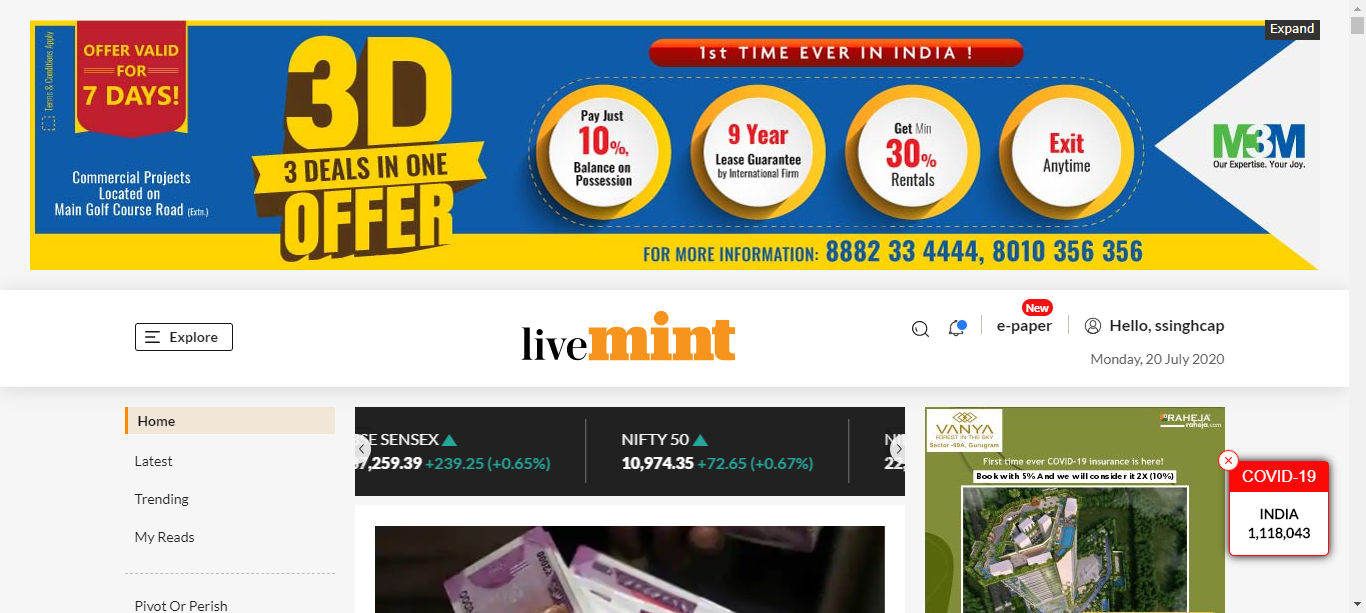 Expand
Terms & Conditions Apply
OFFER VALID
FOR
7 DAYS!
Commercial Projects
Located on
Main Golf Course Road (Extn.)
3D
3 DEALS IN ONE
OFFER
1st TIME EVER IN INDIA !
Pay Just
10%,
Balance on
Possession
9 Year
Lease Guarantee
by International Firm
Get Min
30%
Rentals
Exit
Anytime
M3M
Our Expertise. Your Joy.
FOR MORE INFORMATION: 8882 33 4444, 8010 356 356
Explore
livemint
New
e-paper
Hello, ssinghcap
Monday, 20 July 2020
Home
Latest
Trending
My Reads
Pivot Or Perish
SE SENSEX
7,259.39 +239.25 (+0.65%)
NIFTY 50
10,974.35 +72.65 (+0.67%)
22,
2000
VANYA
FOREST IN THE SKY
Sector -99A, Gurugram
RAHEJA
raheja.com
First time ever COVID-19 insurance is here!
Book with 5% And we will consider it 2X (10%)
COVID-19
INDIA
1,118,043